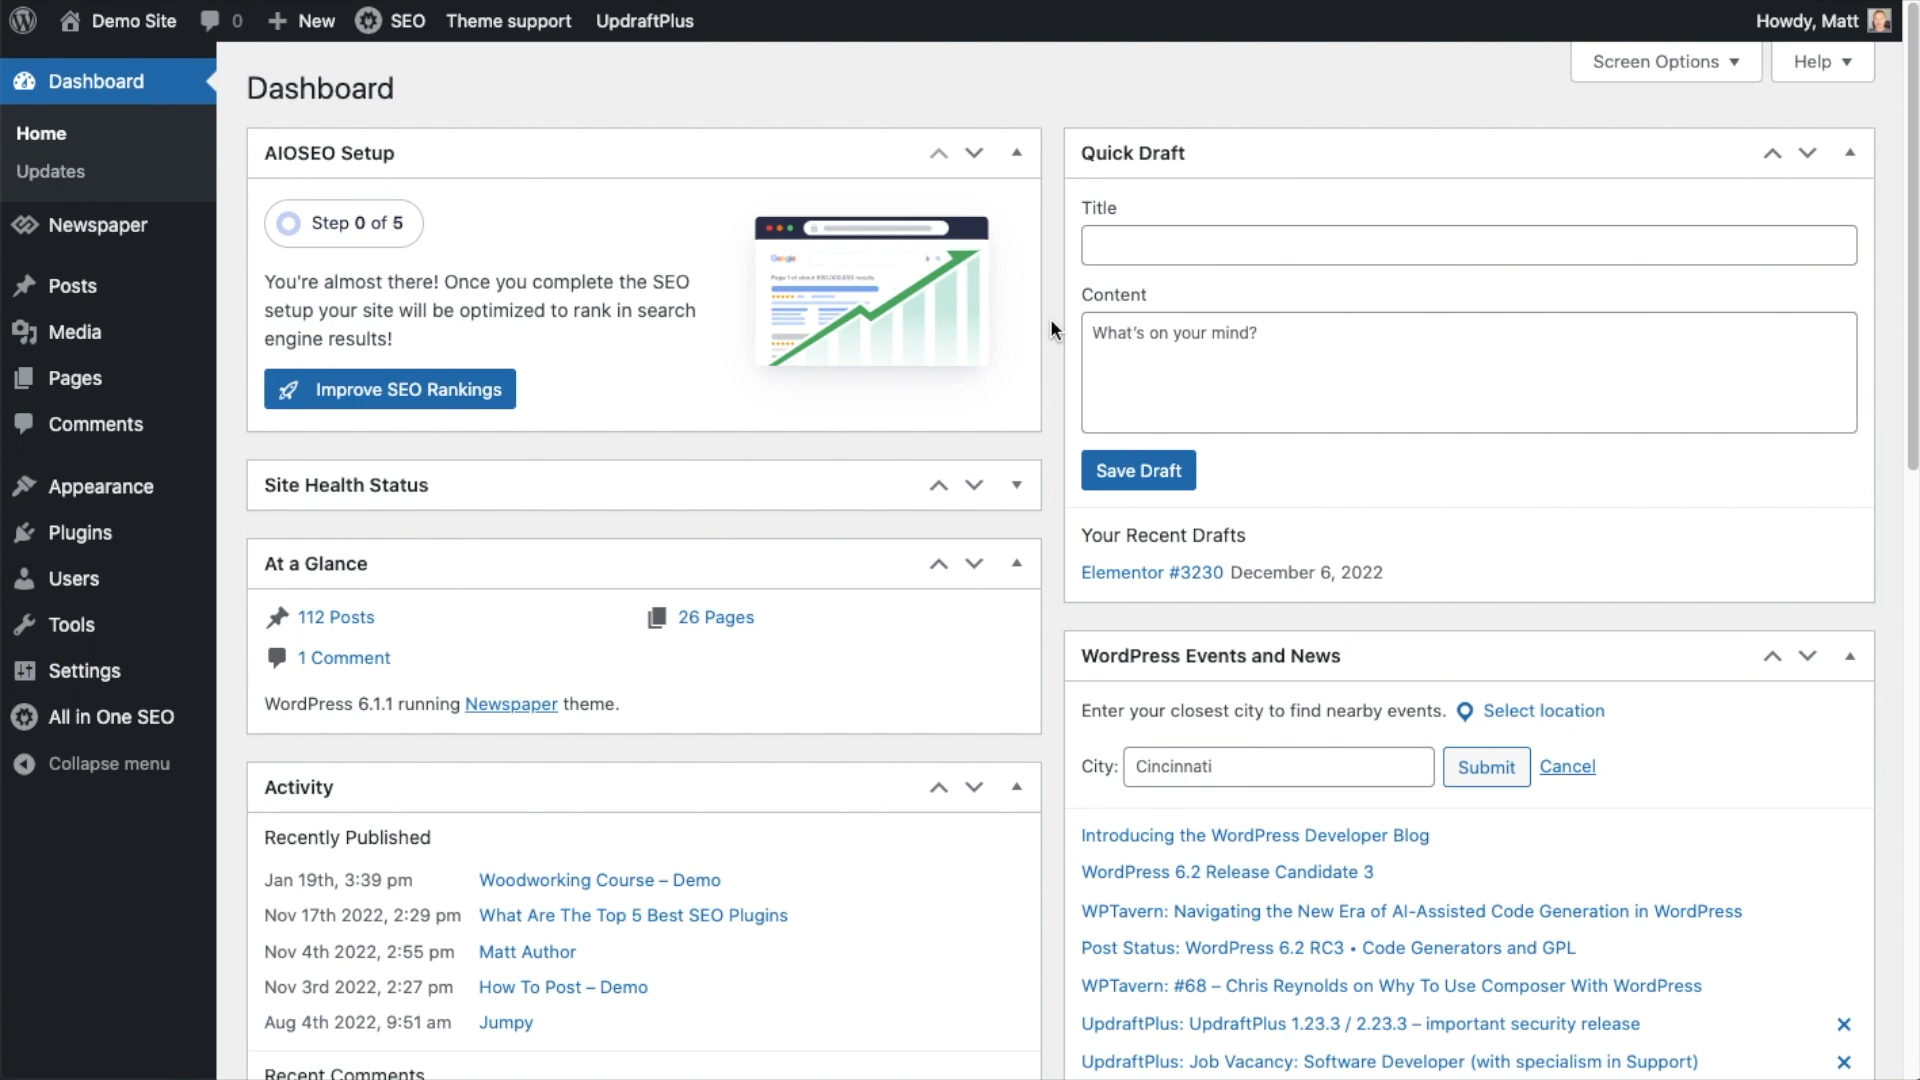 Demo Site 0 New SEO Theme support UpdraftPlus Howdy, Matt
Screen Options Help
Dashboard
Home
Updates
Newspaper
Posts
Media
Pages
Comments
Appearance
Plugins
Users
Tools
Settings
All in One SEO
Collapse menu
Dashboard
AIOSEO Setup
Step 0 of 5
You're almost there! Once you complete the SEO
setup your site will be optimized to rank in search
engine results!
Google
Improve SEO Rankings
Site Health Status
At a Glance
112 Posts 26 Pages
1 Comment
WordPress 6.1.1 running Newspaper theme.
Activity
Recently Published
Jan 19th, 3:39 pm Woodworking Course – Demo
Nov 17th 2022, 2:29 pm What Are The Top 5 Best SEO Plugins
Nov 4th 2022, 2:55 pm Matt Author
Nov 3rd 2022, 2:27 pm How To Post – Demo
Aug 4th 2022, 9:51 am Jumpy
Recent Comments
Quick Draft
Title
Content
What's on your mind?
Save Draft
Your Recent Drafts
Elementor #3230 December 6, 2022
WordPress Events and News
Enter your closest city to find nearby events. Select location
City: Cincinnati Submit Cancel
Introducing the WordPress Developer Blog
WordPress 6.2 Release Candidate 3
WPTavern: Navigating the New Era of AI-Assisted Code Generation in WordPress
Post Status: WordPress 6.2 RC3 • Code Generators and GPL
WPTavern: #68 – Chris Reynolds on Why To Use Composer With WordPress
UpdraftPlus: UpdraftPlus 1.23.3 / 2.23.3 – important security release
UpdraftPlus: Job Vacancy: Software Developer (with specialism in Support)